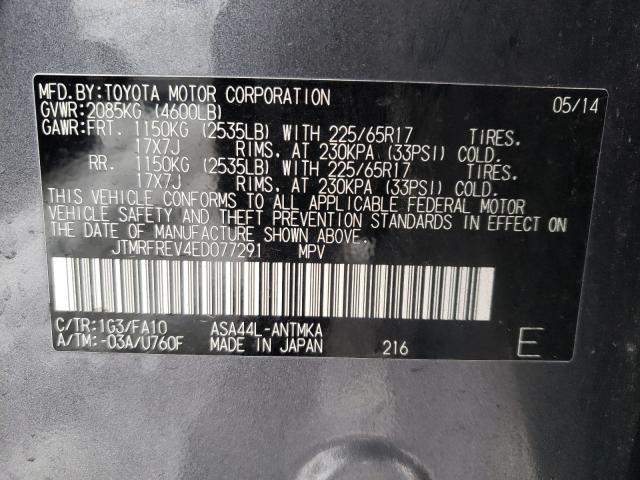 MFD.BY:TOYOTA MOTOR CORPORATION 05/14
GVWR:2085KG (4600LB)
GAWR:FRT. 1150KG (2535LB) WITH 225/65R17 TIRES.
17X7J RIMS. AT 230KPA (33PSI) COLD.
RR. 1150KG (2535LB) WITH 225/65R17 TIRES.
17X7J RIMS. AT 230KPA (33PSI) COLD.
THIS VEHICLE CONFORMS TO ALL APPLICABLE FEDERAL MOTOR
VEHICLE SAFETY AND THEFT PREVENTION STANDARDS IN EFFECT ON
THE DATE OF MANUFACTURE SHOWN ABOVE.
JTMRFREV4ED077291 MPV
C/TR:1G3/FA10 ASA44L-ANTMKA
A/TM:-03A/U760F MADE IN JAPAN 216 E